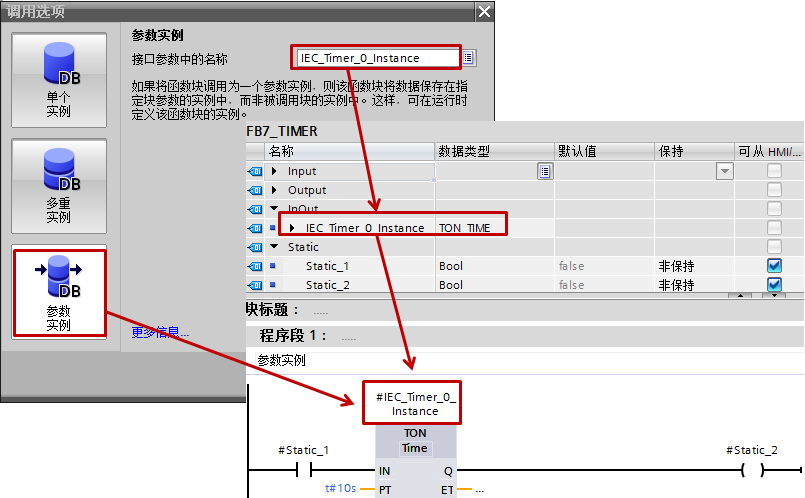 调用选项
参数实例
接口参数中的名称
IEC_Timer_0_Instance
如果将函数块调用为一个参数实例，则该函数块将数据保存在指
定块参数的实例中，而非被调用块的实例中。这样，可在运行时
定义该函数块的实例。
DB
单个
实例
DB
多重
实例
DB
参数
实例
更多信息...
FB7_TIMER
名称 数据类型 默认值 保持 可从 HMI/...
Input
Output
InOut
IEC_Timer_0_Instance TON_TIME
Static
Static_1 Bool false 非保持
Static_2 Bool false 非保持
块标题： .....
程序段 1： .....
参数实例
#IEC_Timer_0_
Instance
TON
Time
#Static_1
#Static_2
IN Q
t#10s PT ET ...